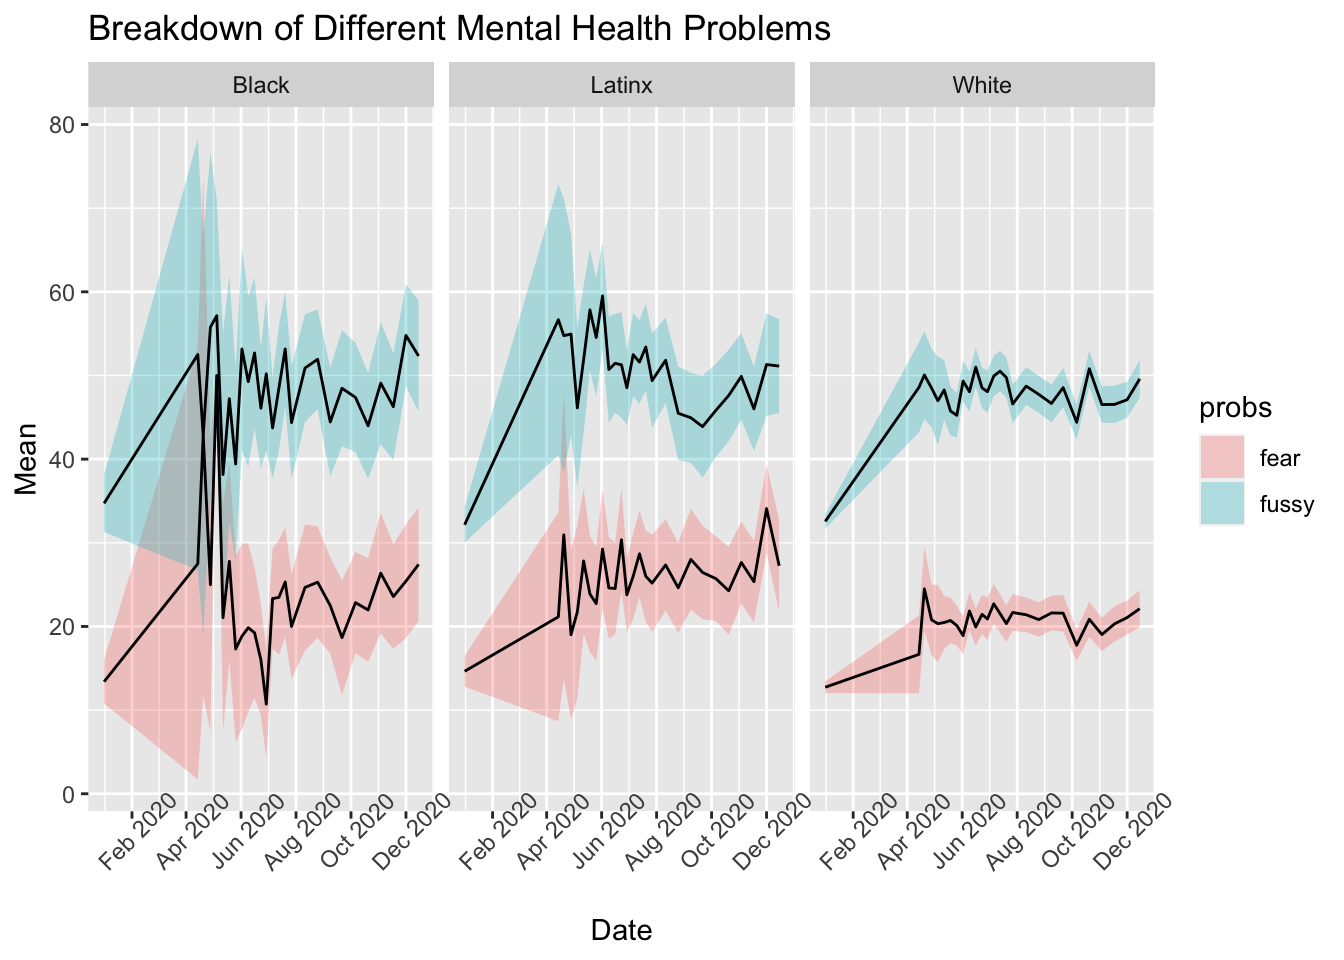 Breakdown of Different Mental Health Problems
Black
Latinx
White
80
60
40
20
0
Mean
Feb 2020
Apr 2020
Jun 2020
Aug 2020
Oct 2020
Dec 2020
Feb 2020
Apr 2020
Jun 2020
Aug 2020
Oct 2020
Dec 2020
Feb 2020
Apr 2020
Jun 2020
Aug 2020
Oct 2020
Dec 2020
Date
probs
fear
fussy